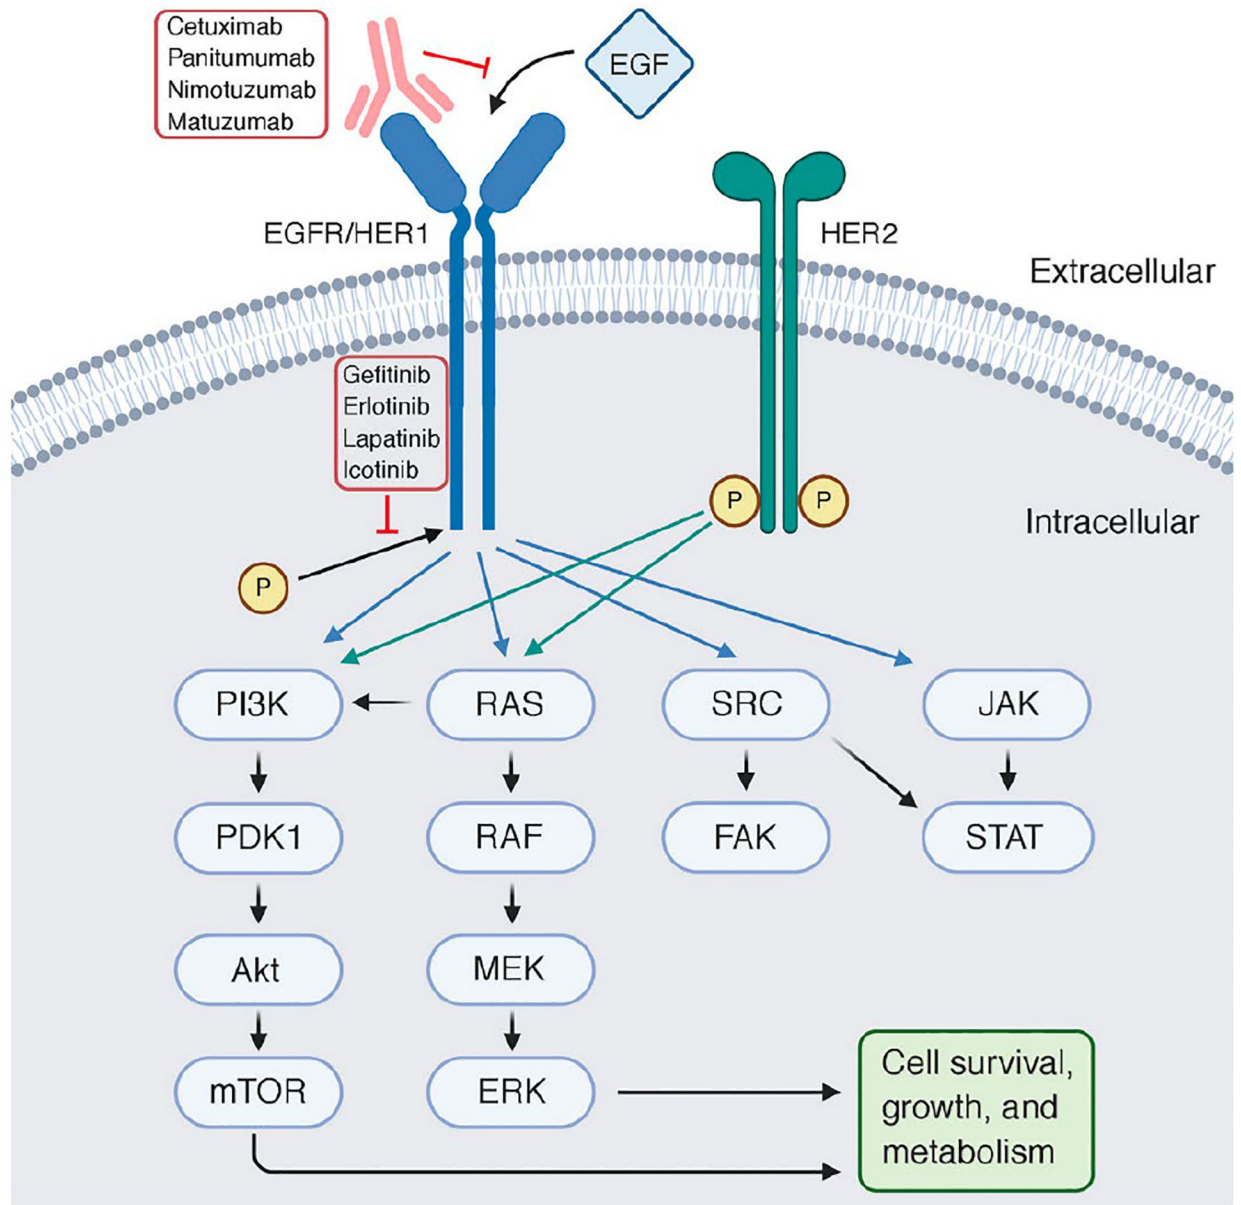 Cetuximab
Panitumumab
Nimotuzumab
Matuzumab
EGF
EGFR/HER1
HER2
Extracellular
Gefitinib
Erlotinib
Lapatinib
Icotinib
P
P
Intracellular
P
PI3K
RAS
SRC
JAK
PDK1
RAF
FAK
STAT
Akt
MEK
mTOR
ERK
Cell survival,
growth, and
metabolism